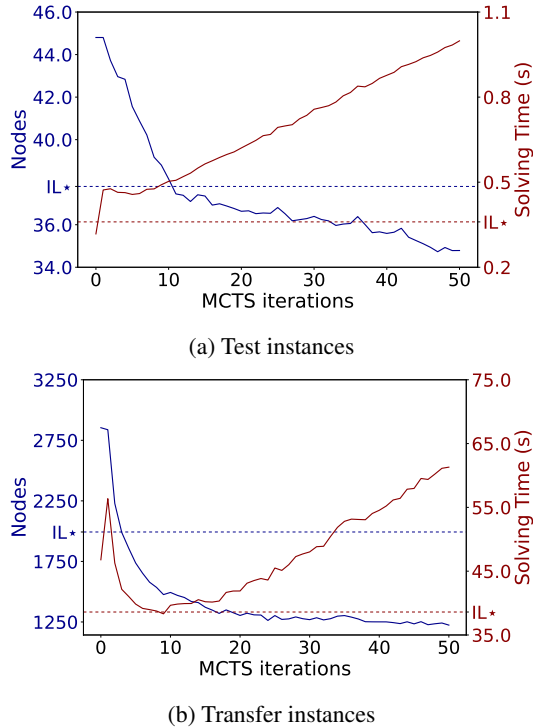 46.0
44.0
42.0
40.0
IL⋆
36.0
34.0
Nodes
1.1
0.8
0.5
IL⋆
0.2
Solving Time (s)
0 10 20 30 40 50
MCTS iterations
(a) Test instances
3250
2750
2250
IL⋆
1750
1250
Nodes
75.0
65.0
55.0
45.0
IL⋆
35.0
Solving Time (s)
0 10 20 30 40 50
MCTS iterations
(b) Transfer instances